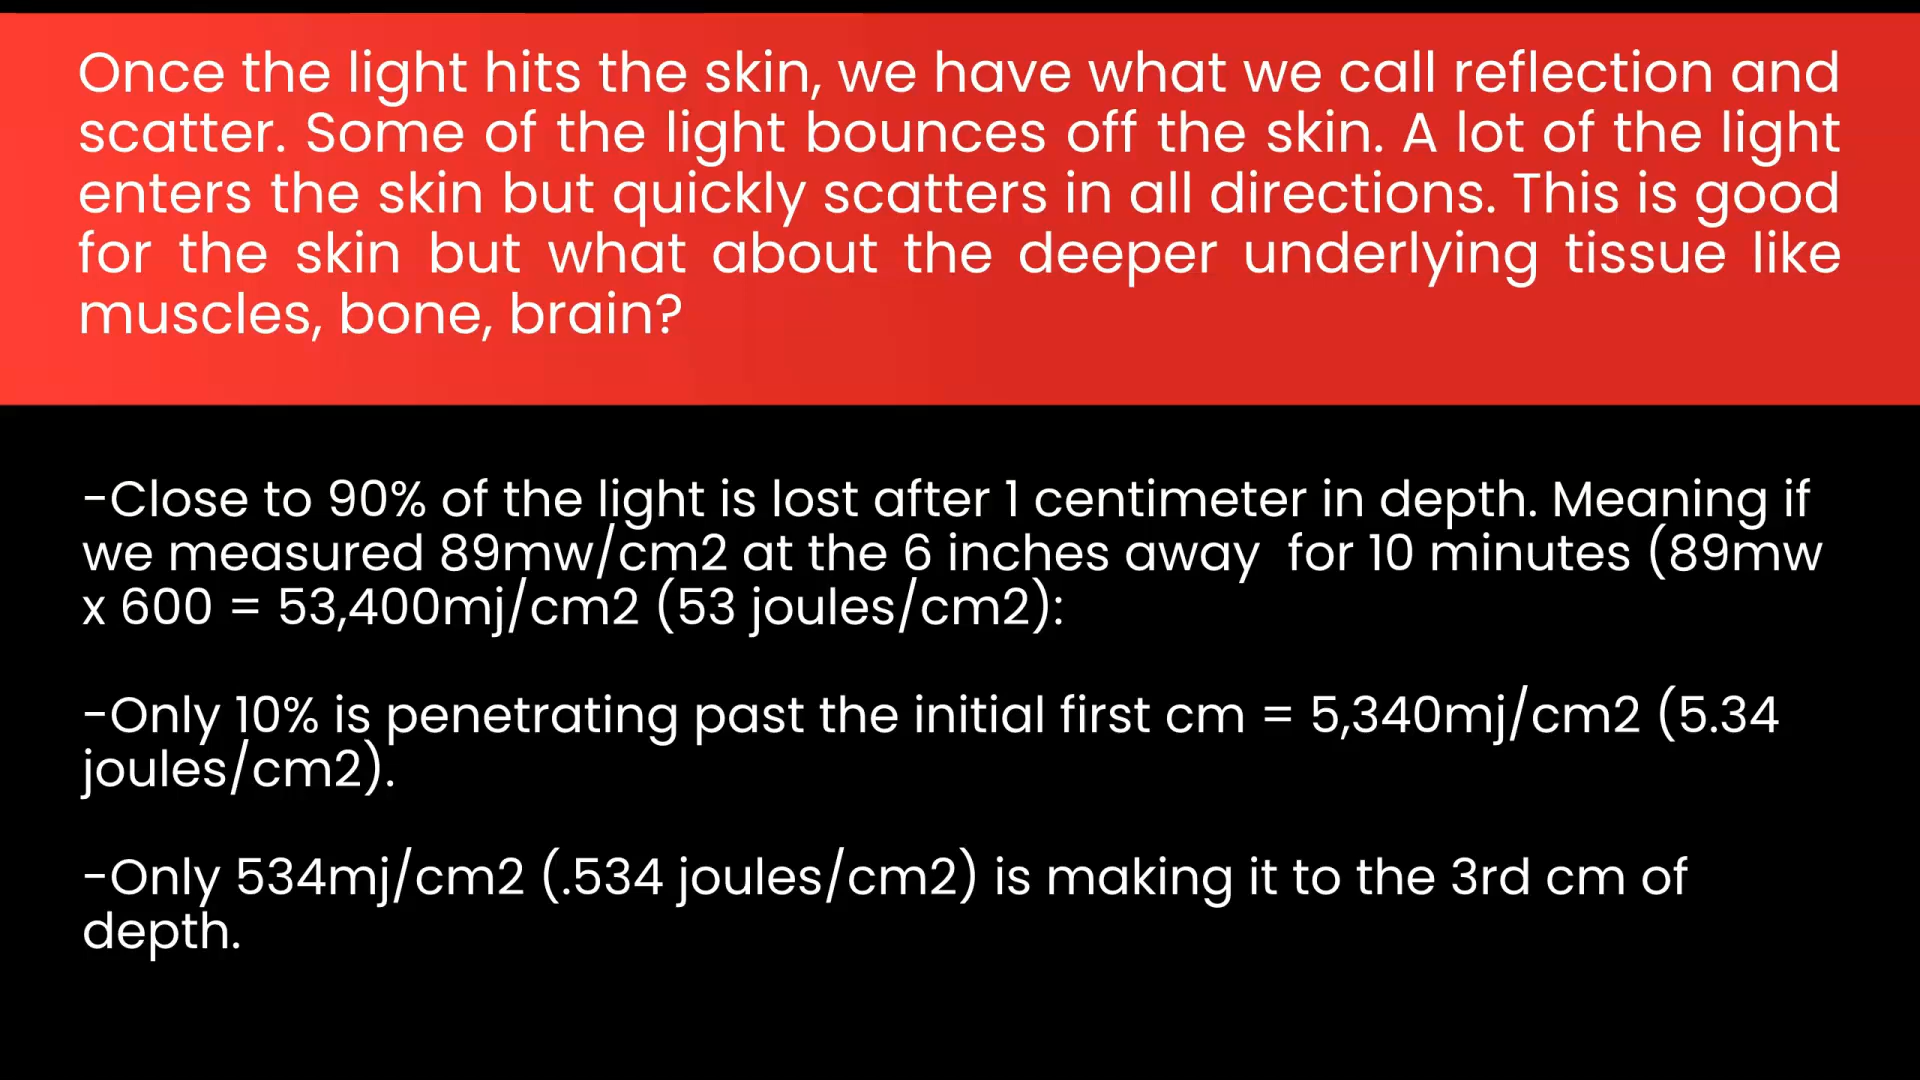 Once the light hits the skin, we have what we call reflection and
scatter. Some of the light bounces off the skin. A lot of the light
enters the skin but quickly scatters in all directions. This is good
for the skin but what about the deeper underlying tissue like
muscles, bone, brain?
-Close to 90% of the light is lost after 1 centimeter in depth. Meaning if
we measured 89mw/cm2 at the 6 inches away  for 10 minutes (89mw
x 600 = 53,400mj/cm2 (53 joules/cm2):
-Only 10% is penetrating past the initial first cm = 5,340mj/cm2 (5.34
joules/cm2).
-Only 534mj/cm2 (.534 joules/cm2) is making it to the 3rd cm of
depth.